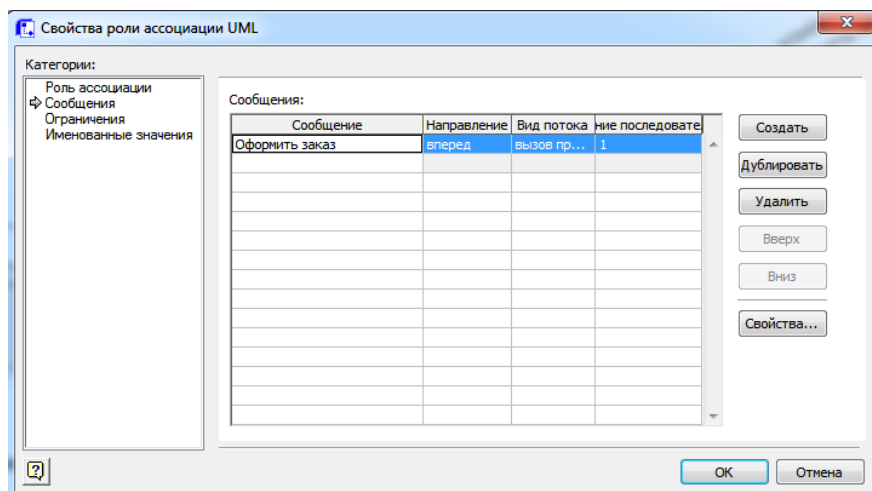 Свойства роли ассоциации UML
Категории:
Роль ассоциации
Сообщения
Ограничения
Именованные значения
Сообщения:
Сообщение Направление Вид потока ние последовате
Оформить заказ вперед вызов пр... 1
Создать
Дублировать
Удалить
Вверх
Вниз
Свойства...
ОК Отмена